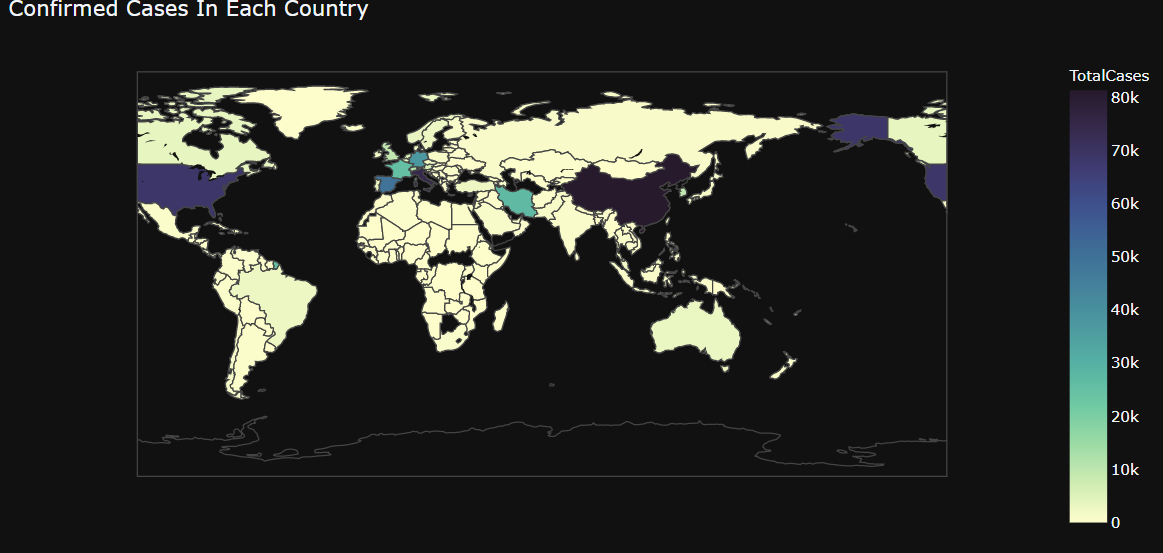 Confirmed Cases In Each Country
TotalCases
80k
70k
60k
50k
40k
30k
20k
10k
0